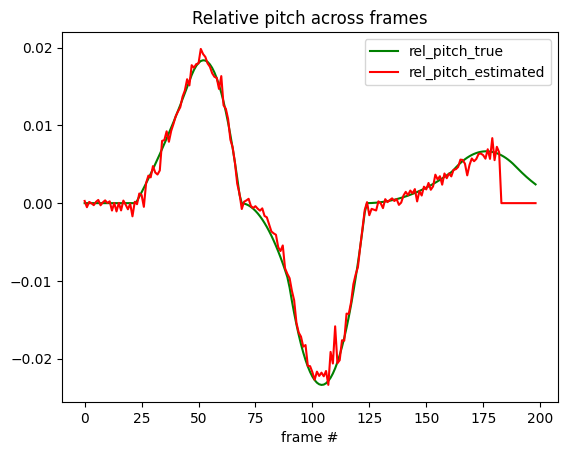 Relative pitch across frames
rel_pitch_true
rel_pitch_estimated
0.02
0.01
0.00
−0.01
−0.02
0 25 50 75 100 125 150 175 200
frame #